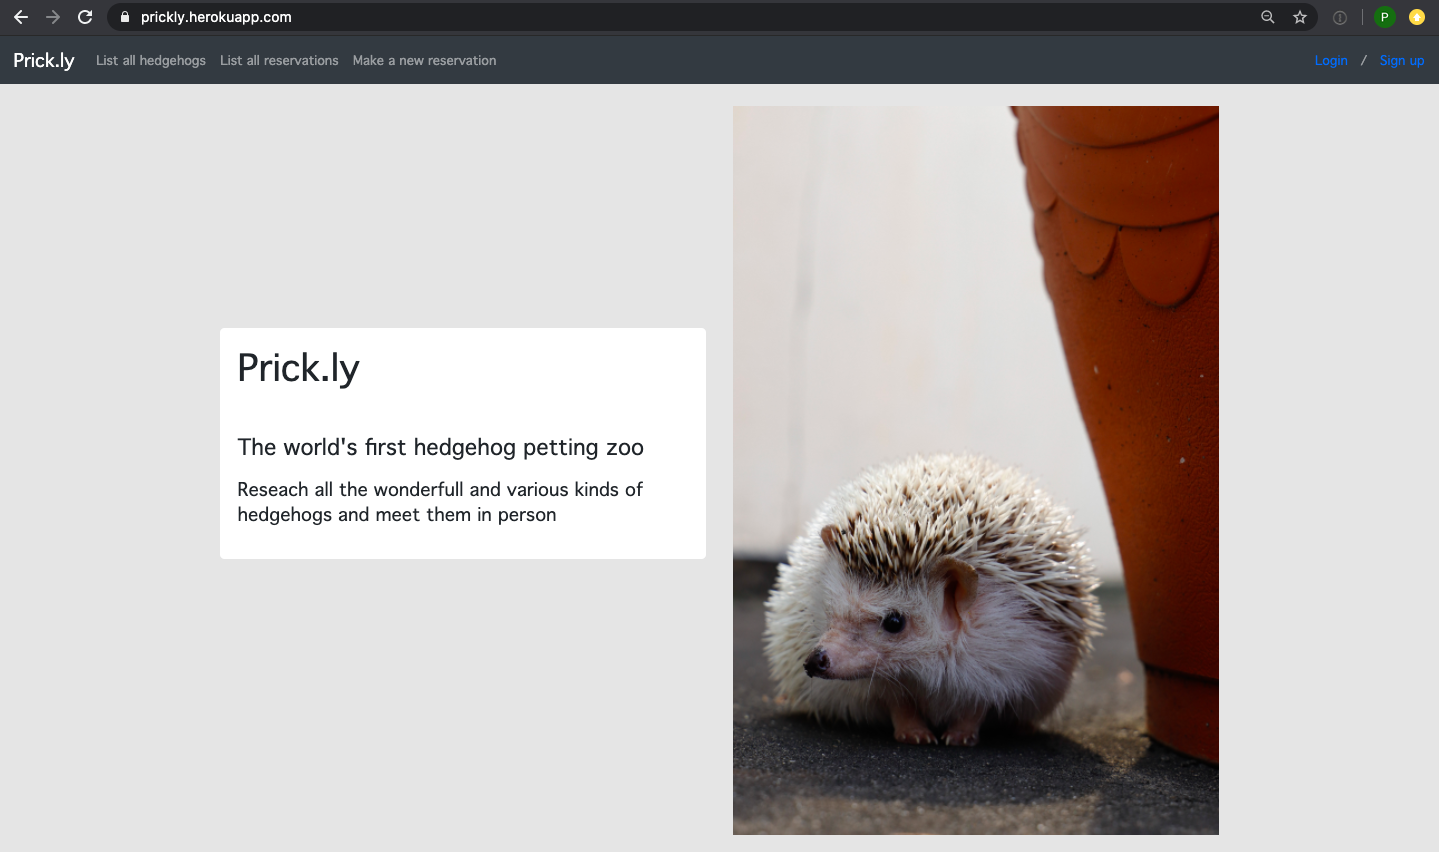 prickly.herokuapp.com
P
Prick.ly List all hedgehogs List all reservations Make a new reservation Login / Sign up
Prick.ly
The world's first hedgehog petting zoo
Reseach all the wonderfull and various kinds of
hedgehogs and meet them in person